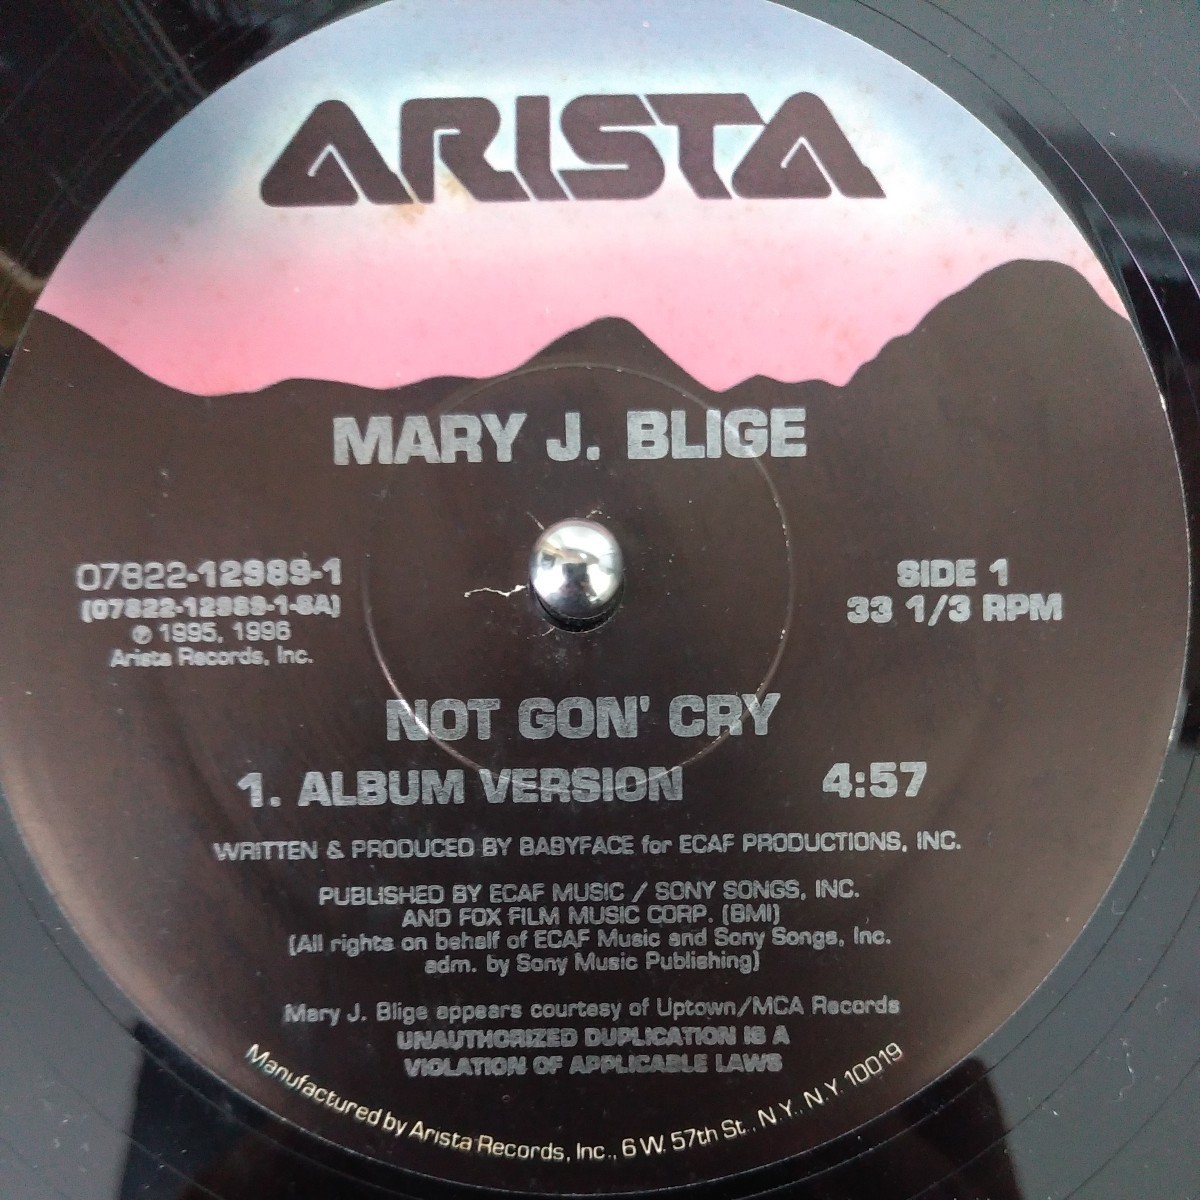 ARISTA
MARY J. BLIGE
07822-12989-1
(07822-12989-1-SA)
℗ 1995, 1996
Arista Records, Inc.
SIDE 1
33 1/3 RPM
NOT GON' CRY
1. ALBUM VERSION 4:57
WRITTEN & PRODUCED BY BABYFACE for ECAF PRODUCTIONS, INC.
PUBLISHED BY ECAF MUSIC / SONY SONGS, INC.
AND FOX FILM MUSIC CORP. (BMI)
(All rights on behalf of ECAF Music and Sony Songs, Inc.
adm. by Sony Music Publishing)
Mary J. Blige appears courtesy of Uptown/MCA Records
UNAUTHORIZED DUPLICATION IS A
VIOLATION OF APPLICABLE LAWS
Manufactured by Arista Records, Inc., 6 W. 57th St., N.Y., N.Y. 10019